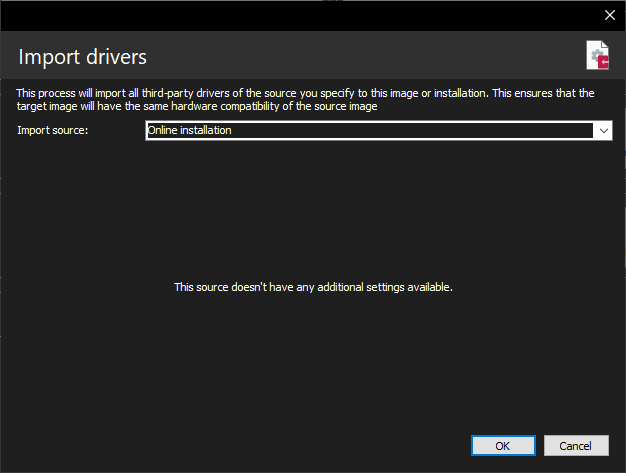 Import drivers
This process will import all third-party drivers of the source you specify to this image or installation. This ensures that the
target image will have the same hardware compatibility of the source image
Import source:	Online installation
This source doesn't have any additional settings available.
OK	Cancel